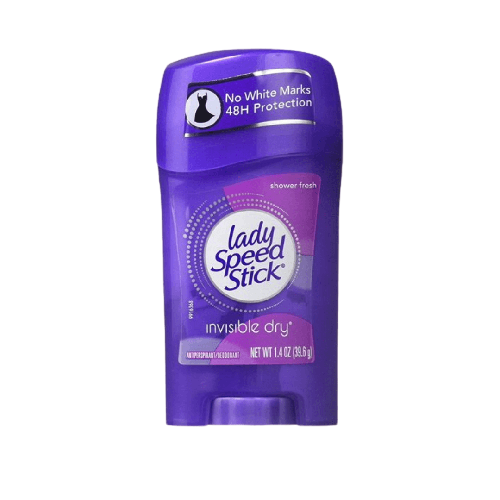 No White Marks
48H Protection
shower fresh
lady
Speed
Stick®
invisible dry®
ANTIPERSPIRANT/DEODORANT
NET WT 1.4 OZ (39.6 g)